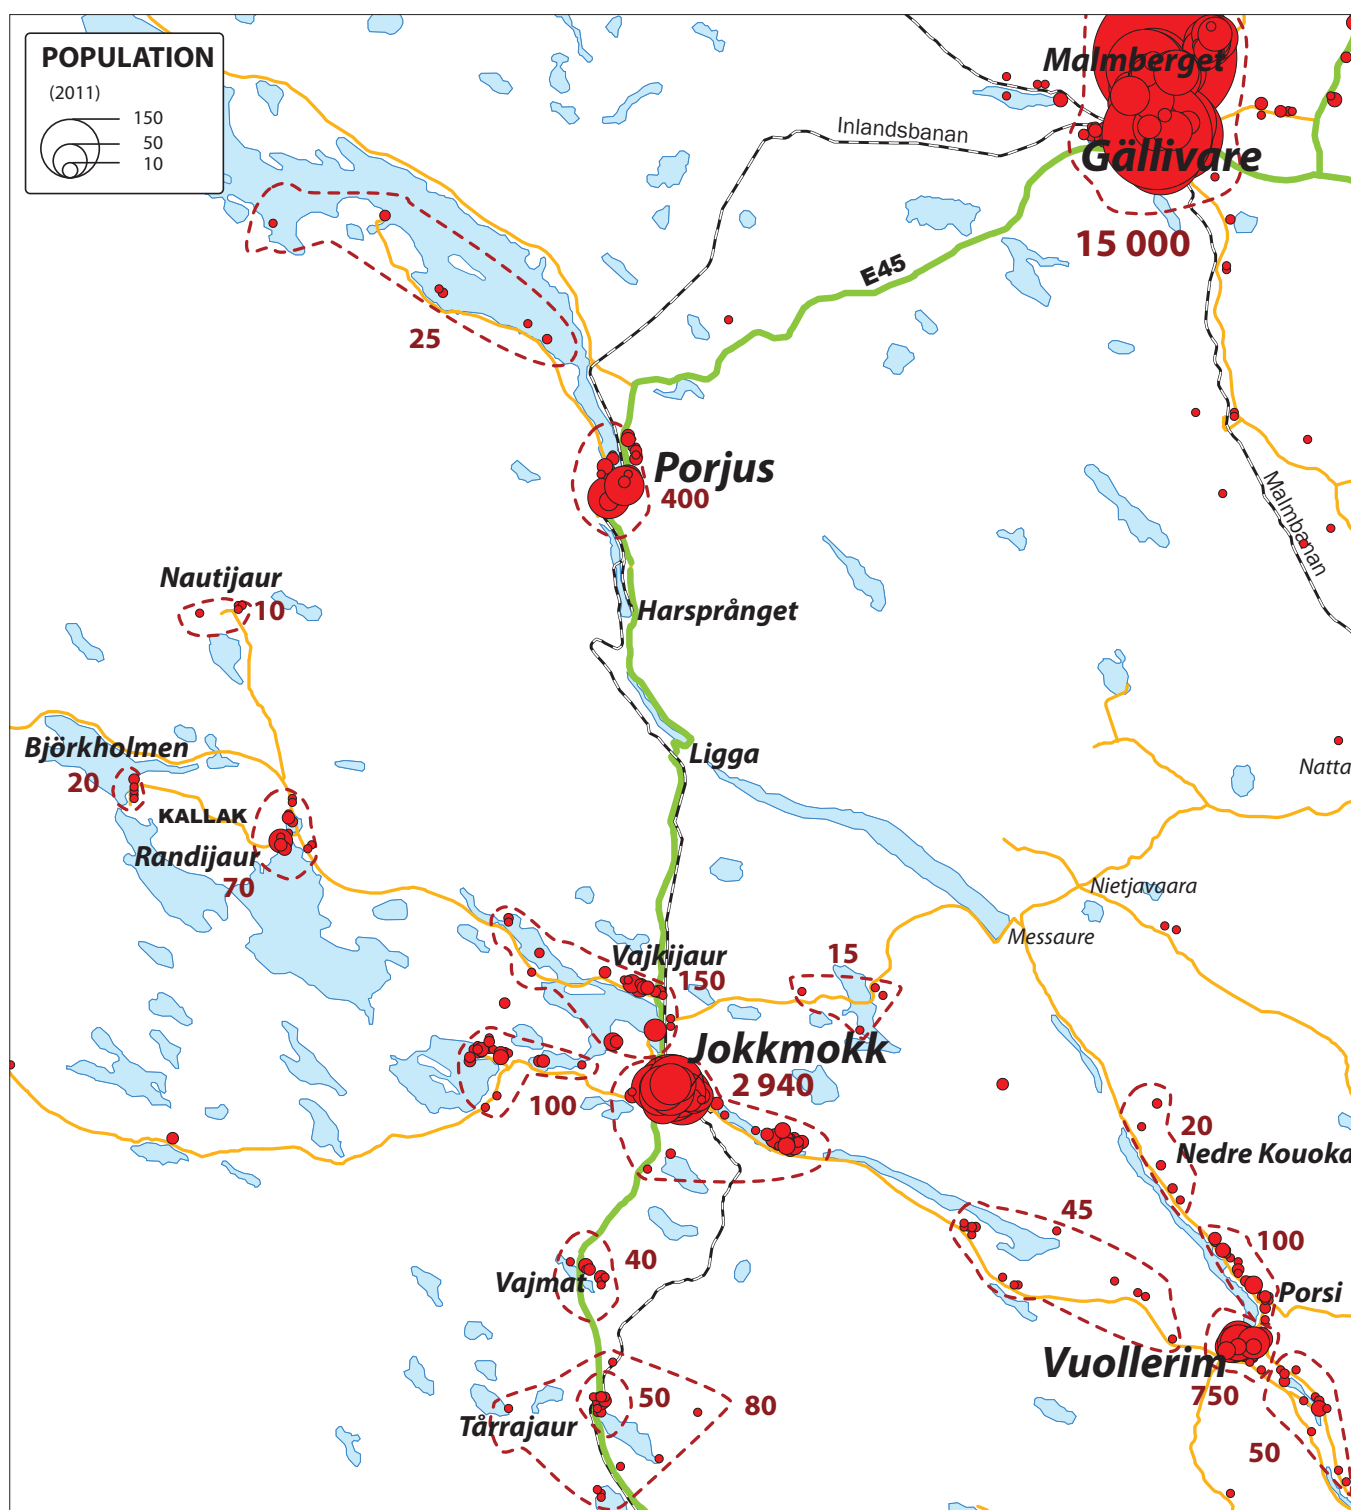 POPULATION
(2011)
150
50
10
Malmberget
Inlandsbanan
Gällivare
15 000
E45
25
Porjus
400
Malmbanan
Nautijaur
10
Harsprånget
Björkholmen
20
Ligga
Natta
KALLAK
Randijaur
70
Nietjavaara
Messaure
Vajkijaur
150
15
Jokkmokk
2 940
100
20
Nedre Kouoka
45
100
40
Vajmat
Porsi
Vuollerim
750
50
80
Tårrajaur
50